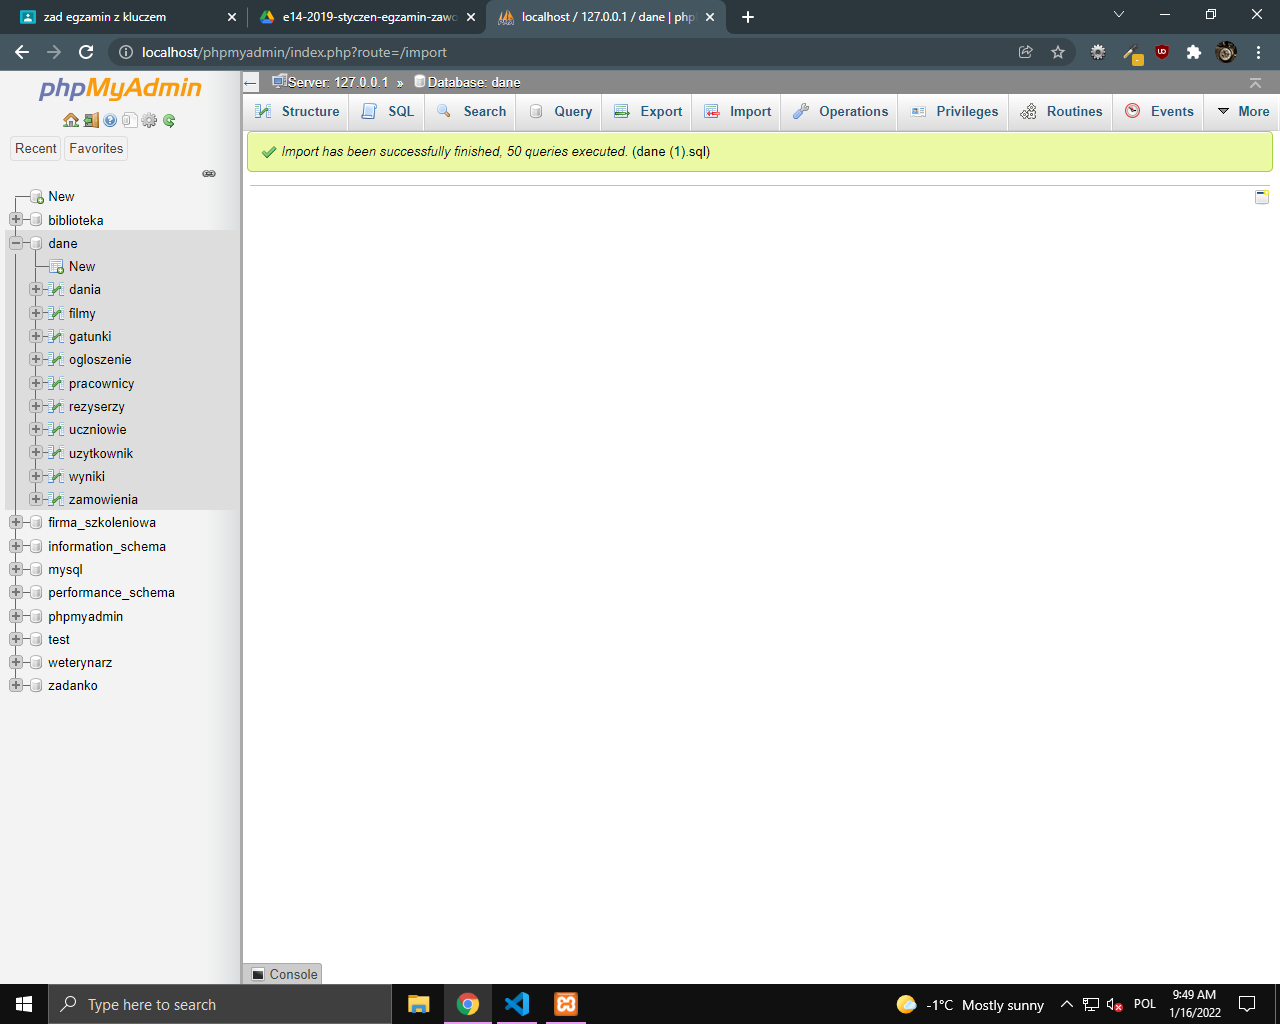 zad egzamin z kluczem
e14-2019-styczen-egzamin-zawo
localhost / 127.0.0.1 / dane | php
localhost/phpmyadmin/index.php?route=/import
phpMyAdmin
Recent
Favorites
New
biblioteka
dane
New
dania
filmy
gatunki
ogloszenie
pracownicy
rezyserzy
uczniowie
uzytkownik
wyniki
zamowienia
firma_szkoleniowa
information_schema
mysql
performance_schema
phpmyadmin
test
weterynarz
zadanko
Server: 127.0.0.1 » Database: dane
Structure SQL Search Query Export Import Operations Privileges Routines Events More
Import has been successfully finished, 50 queries executed. (dane (1).sql)
Console
Type here to search
-1°C Mostly sunny
POL
9:49 AM
1/16/2022